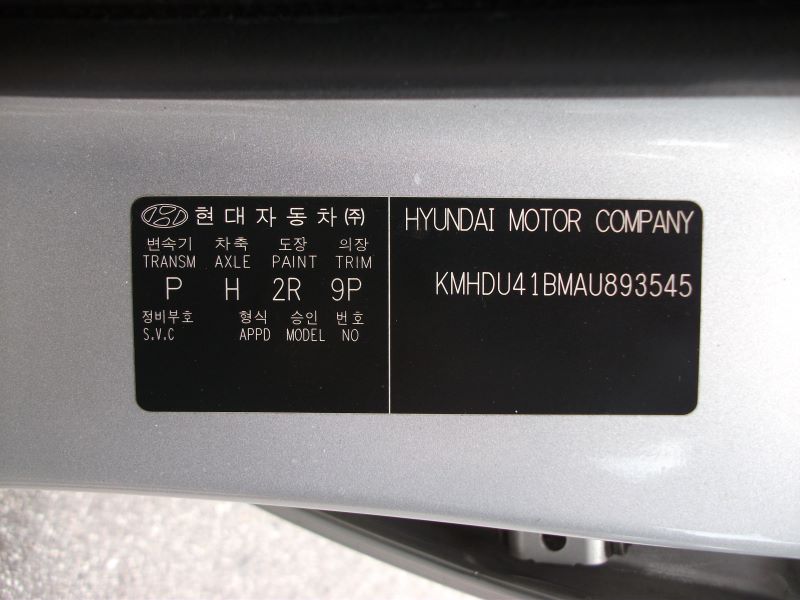 현대자동차㈜
변속기 차축 도장 의장
TRANSM AXLE PAINT TRIM
P H 2R 9P
정비부호 형식 승인 번호
S.V.C APPD MODEL NO
HYUNDAI MOTOR COMPANY
KMHDU41BMAU893545